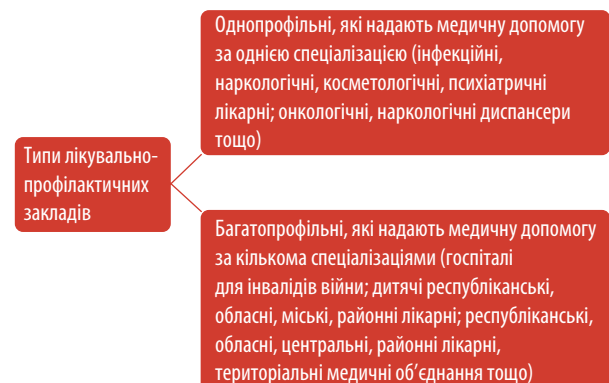 Однопрофільні, які надають медичну допомогу
за однією спеціалізацією (інфекційні,
наркологічні, косметологічні, психіатричні
лікарні; онкологічні, наркологічні диспансери
тощо)
Типи лікувально-
профілактичних
закладів
Багатопрофільні, які надають медичну допомогу
за кількома спеціалізаціями (госпіталі
для інвалідів війни; дитячі республіканські,
обласні, міські, районні лікарні; республіканські,
обласні, центральні, районні лікарні,
територіальні медичні об’єднання тощо)